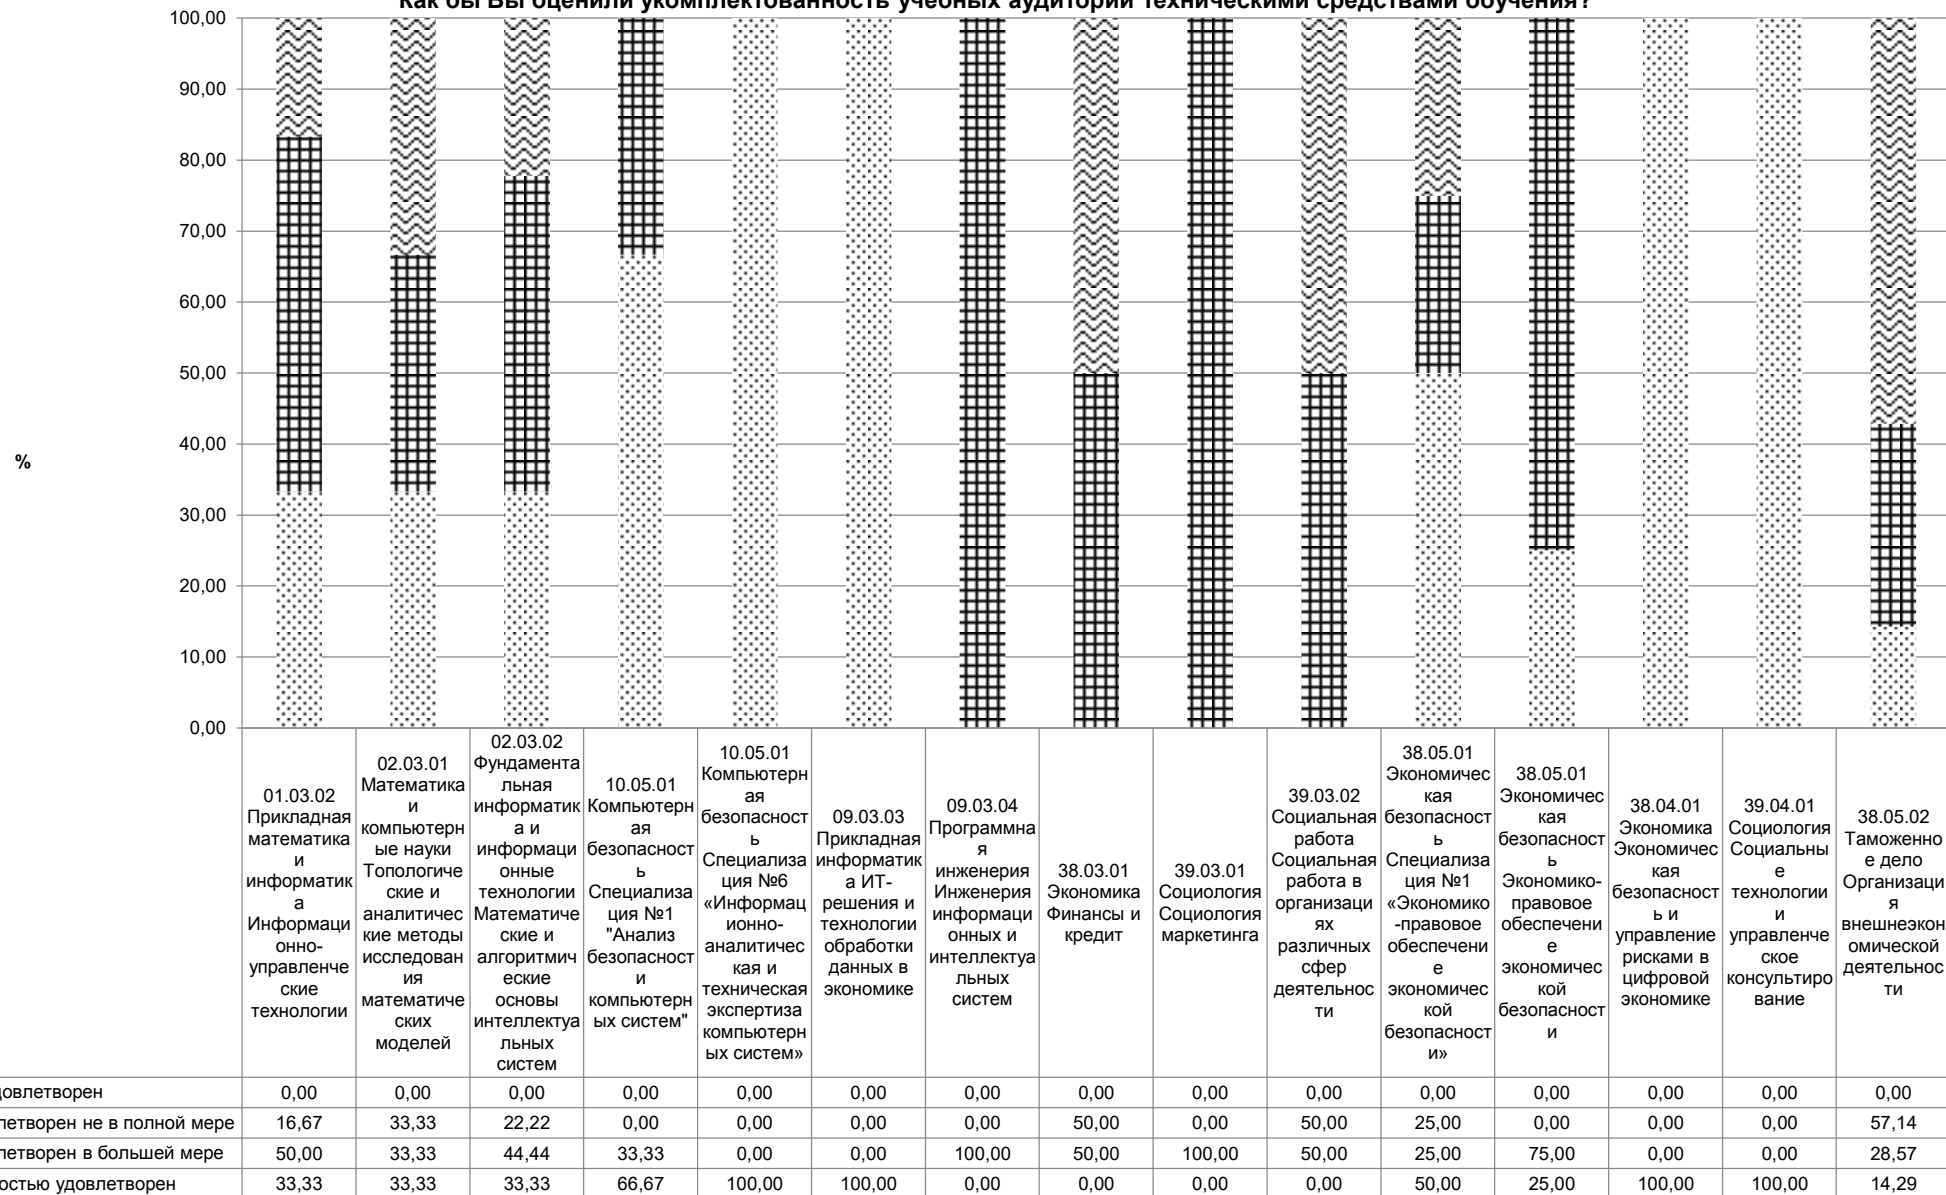 Как бы Вы оценили укомплектованность учебных аудиторий техническими средствами обучения?
100,00
90,00
80,00
70,00
60,00
50,00
40,00
30,00
20,00
10,00
0,00
%
01.03.02
Прикладная
математика
и
информатик
а
Информаци
онно-
управленче
ские
технологии
02.03.01
Математика
и
компьютерн
ые науки
Топологиче
ские и
аналитичес
кие методы
исследован
ия
математиче
ских
моделей
02.03.02
Фундамента
льная
информатик
а и
информаци
онные
технологии
Математиче
ские и
алгоритмич
еские
основы
интеллектуа
льных
систем
10.05.01
Компьютерн
ая
безопасност
ь
Специализа
ция №1
"Анализ
безопасност
и
компьютерн
ых систем"
10.05.01
Компьютерн
ая
безопасност
ь
Специализа
ция №6
«Информац
ионно-
аналитичес
кая и
техническая
экспертиза
компьютерн
ых систем»
09.03.03
Прикладная
информатик
а ИТ-
решения и
технологии
обработки
данных в
экономике
09.03.04
Программна
я
инженерия
Инженерия
информаци
онных и
интеллектуа
льных
систем
38.03.01
Экономика
Финансы и
кредит
39.03.01
Социология
Социология
маркетинга
39.03.02
Социальная
работа
Социальная
работа в
организаци
ях
различных
сфер
деятельнос
ти
38.05.01
Экономичес
кая
безопасност
ь
Специализа
ция №1
«Экономико
-правовое
обеспечени
е
экономичес
кой
безопасност
и»
38.05.01
Экономичес
кая
безопасност
ь
Экономико-
правовое
обеспечени
е
экономичес
кой
безопасност
и
38.04.01
Экономика
Экономичес
кая
безопасност
ь и
управление
рисками в
цифровой
экономике
39.04.01
Социология
Социальны
е
технологии
и
управленче
ское
консультиро
вание
38.05.02
Таможенно
е дело
Организаци
я
внешнеэкон
омической
деятельнос
ти
довлетворен 0,00 0,00 0,00 0,00 0,00 0,00 0,00 0,00 0,00 0,00 0,00 0,00 0,00 0,00 0,00
летворен не в полной мере 16,67 33,33 22,22 0,00 0,00 0,00 0,00 50,00 0,00 50,00 25,00 0,00 0,00 0,00 57,14
летворен в большей мере 50,00 33,33 44,44 33,33 0,00 0,00 100,00 50,00 100,00 50,00 25,00 75,00 0,00 0,00 28,57
остью удовлетворен 33,33 33,33 33,33 66,67 100,00 100,00 0,00 0,00 0,00 0,00 50,00 25,00 100,00 100,00 14,29